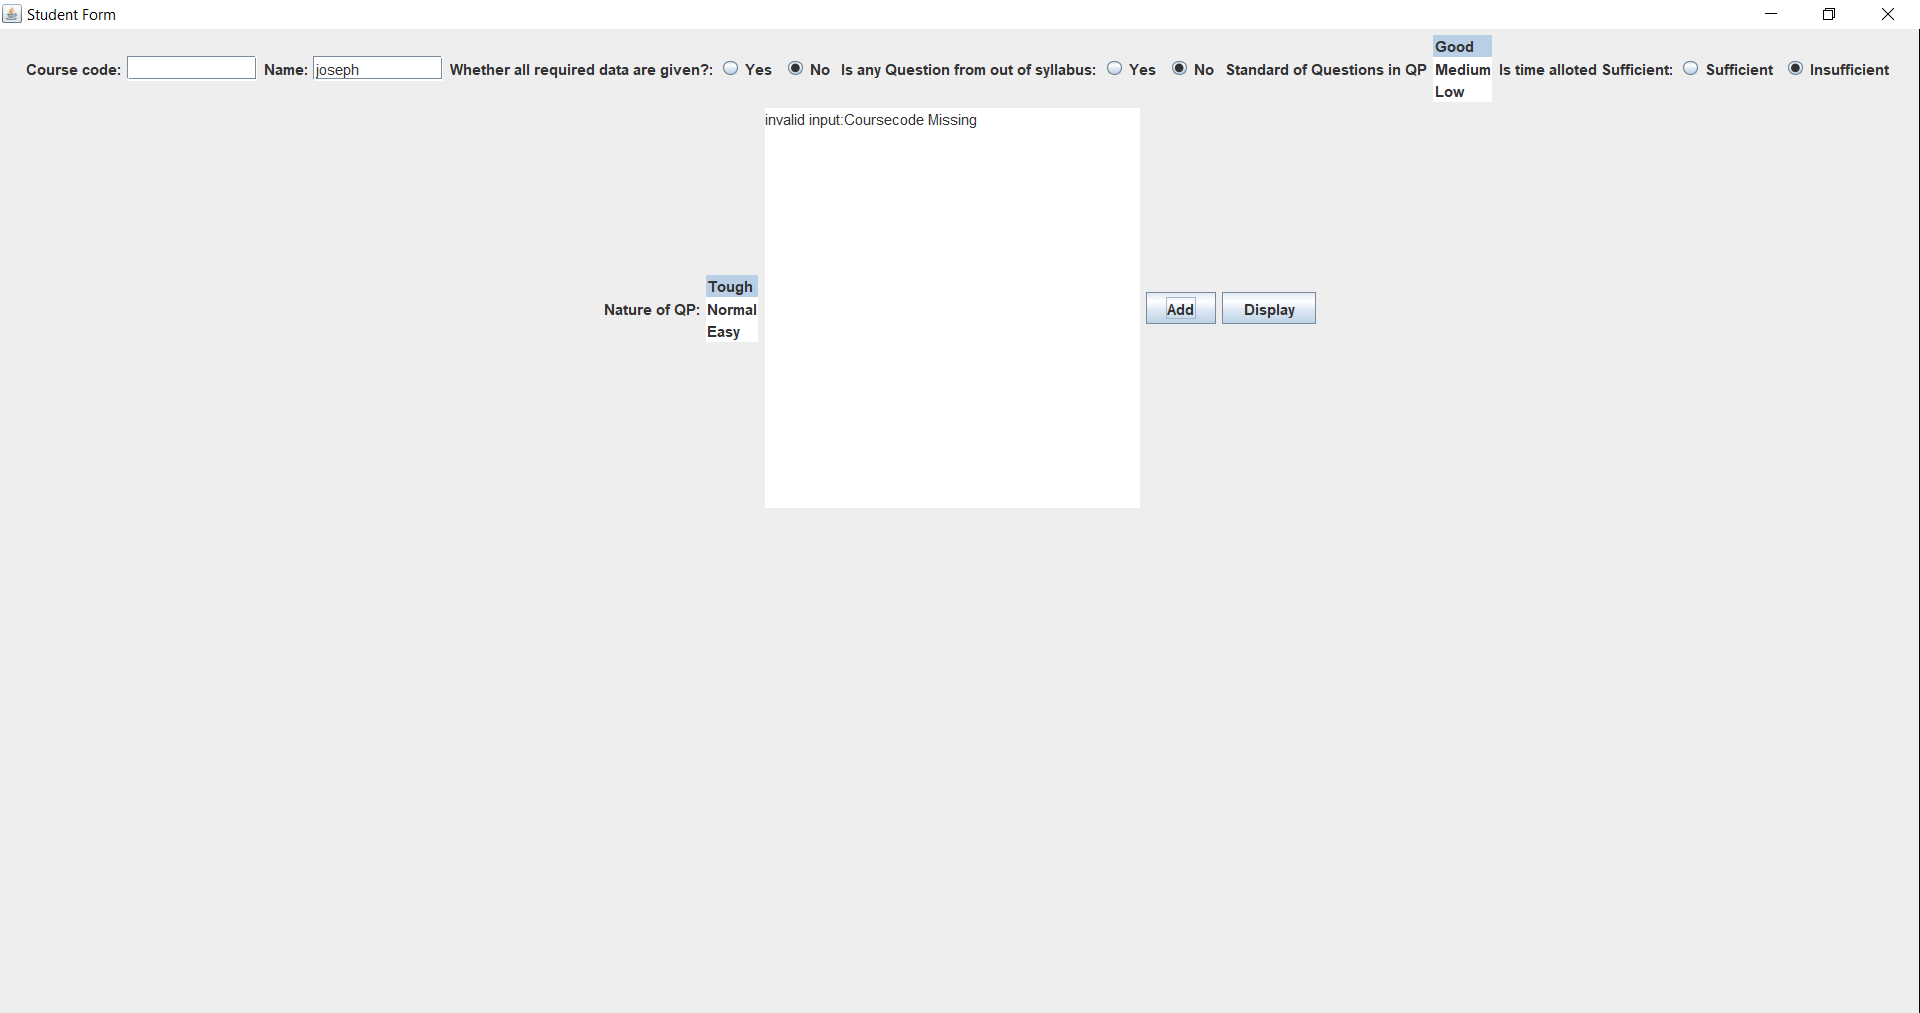 Student Form
Course code: Name: joseph Whether all required data are given?: Yes No Is any Question from out of syllabus: Yes No Standard of Questions in QP Good Medium Low Is time alloted Sufficient: Sufficient Insufficient
Nature of QP: Tough Normal Easy
invalid input:Coursecode Missing
Add Display